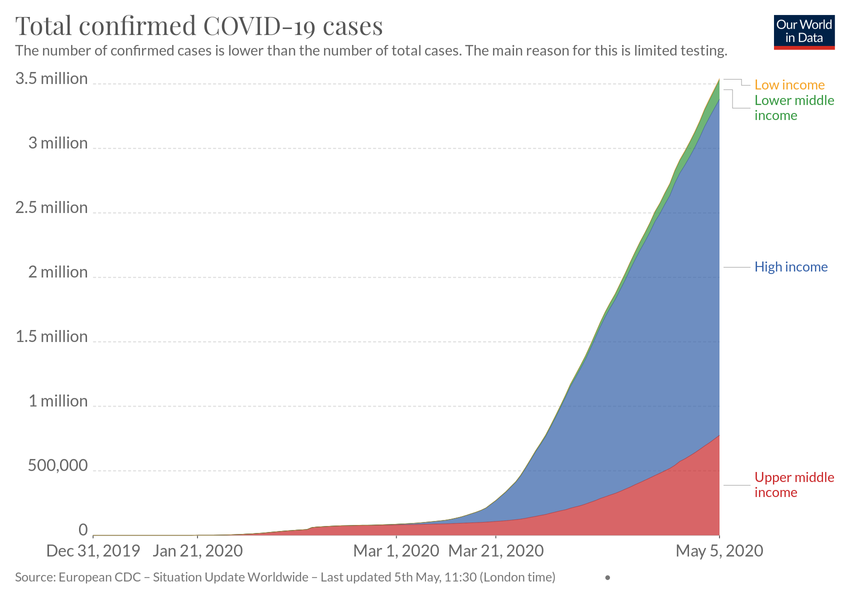 Total confirmed COVID-19 cases
Our World
in Data
The number of confirmed cases is lower than the number of total cases. The main reason for this is limited testing.
3.5 million
3 million
2.5 million
2 million
1.5 million
1 million
500,000
0
Low income
Lower middle
income
High income
Upper middle
income
Dec 31, 2019
Jan 21, 2020
Mar 1, 2020
Mar 21, 2020
May 5, 2020
Source: European CDC – Situation Update Worldwide – Last updated 5th May, 11:30 (London time)